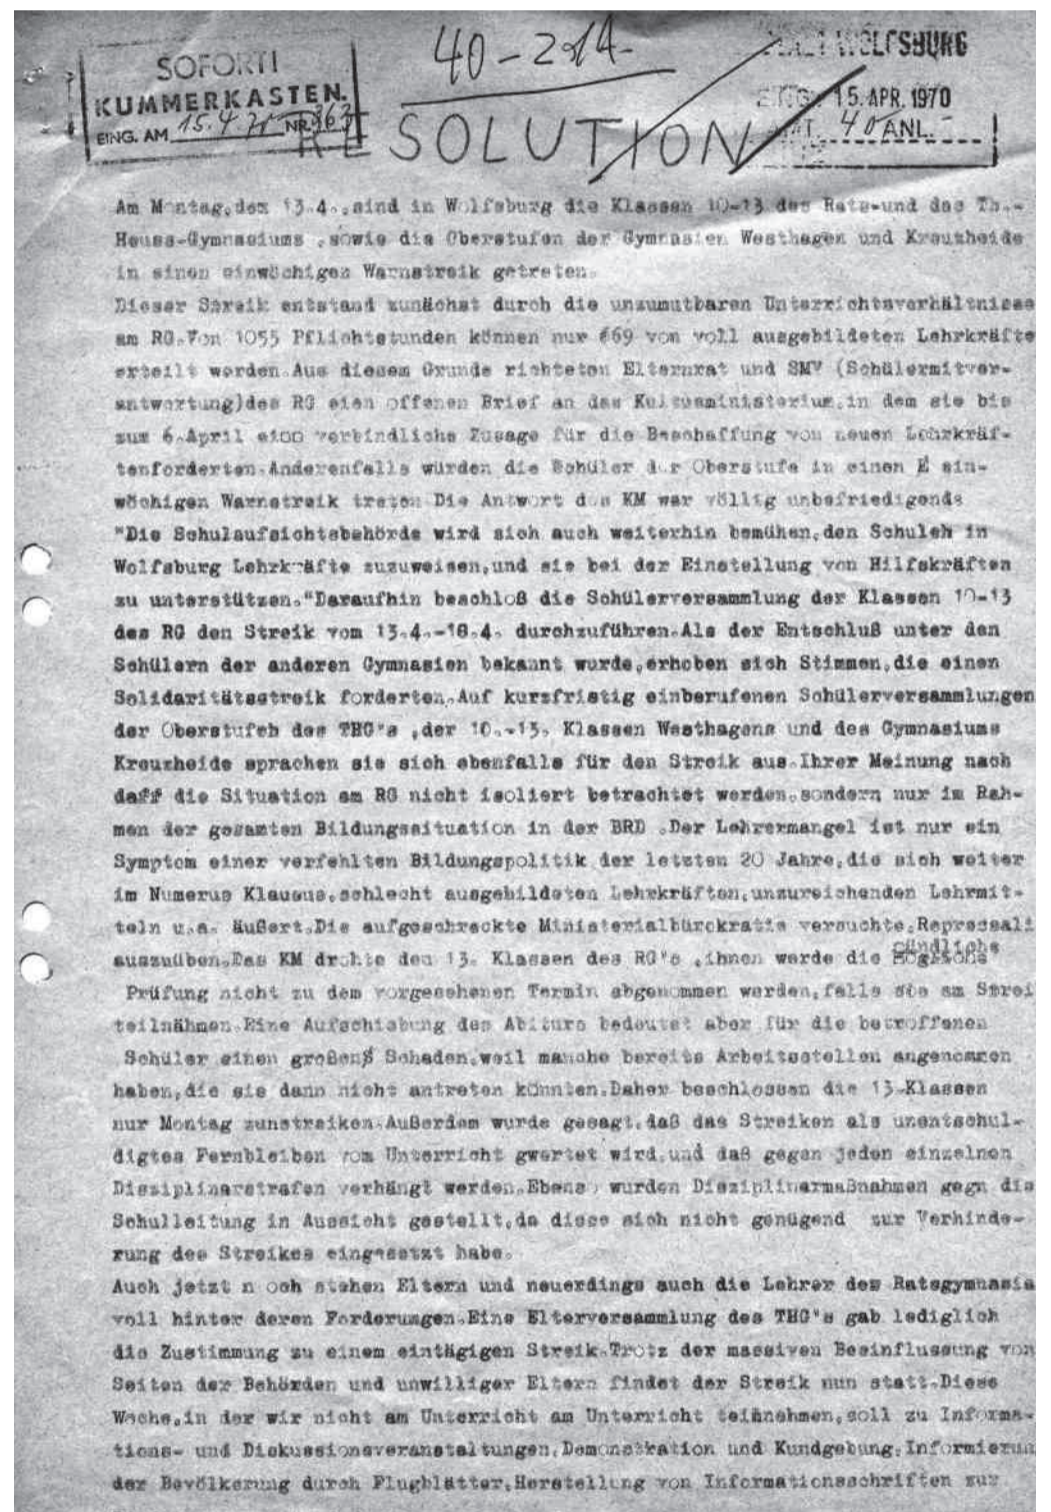 SOFORT!
KUMMERKASTEN.
EING. AM 15.4 NR. 363
40-
STADT WOLFSBURG
EING. 15. APR. 1970
AMT. 40 ANL.
RESOLUTION
Am Montag,den 13.4.,sind in Wolfsburg die Klassen 10-13 des Rats-und des Th.-
Heuss-Gymnasiums ,sowie die Oberstufen der Gymnasien Westhagen und Kreuzheide
in einen einwöchigen Warnstreik getreten.
Dieser Streik entstand zunächst durch die unzumutbaren Unterrichtsverhältnisse
am RG.Von 1055 Pflichtstunden können nur 669 von voll ausgebildeten Lehrkräfte
erteilt werden.Aus diesem Grunde richteten Elternrat und SMV (Schülermitver-
antwortung)des RG eien offenen Brief an das Kultusministerium,in dem sie bis
zum 6.April eine verbindliche Zusage für die Beschaffung von neuen Lehrkräf-
tenforderten.Anderenfalls würden die Schüler der Oberstufe in einen ein-
wöchigen Warnstreik treten.Die Antwort des KM war völlig unbefriedigend:
"Die Schulaufsichtsbehörde wird sich auch weiterhin bemühen,den Schuleh in
Wolfsburg Lehrkräfte zuzuweisen,und sie bei der Einstellung von Hilfskräften
zu unterstützen."Daraufhin beschloß die Schülerversammlung der Klassen 10-13
des RG den Streik vom 13.4.-18.4. durchzuführen.Als der Entschluß unter den
Schülern der anderen Gymnasien bekannt wurde,erhoben sich Stimmen,die einen
Solidaritätsstreik forderten.Auf kurzfristig einberufenen Schülerversammlungen
der Oberstufeh des THG's ,der 10.-13. Klassen Westhagens und des Gymnasiums
Kreuzheide sprachen sie sich ebenfalls für den Streik aus.Ihrer Meinung nach
daff die Situation am RG nicht isoliert betrachtet werden,sondern nur im Rah-
men der gesamten Bildungssituation in der BRD .Der Lehrermangel ist nur ein
Symptom einer verfehlten Bildungspolitik der letzten 20 Jahre,die sich weiter
im Numerus Klausus,schlecht ausgebildeten Lehrkräften,unzureichenden Lehrmit-
teln u.a. äußert.Die aufgeschreckte Ministerialbürokratie versuchte,Repressali
auszuüben.Das KM drohte den 13. Klassen des RG's ,ihnen werde die mündliche
Prüfung nicht zu dem vorgesehenen Termin abgenommen werden,falls sie am Strei
teilnähmen.Eine Aufschiebung des Abiturs bedeutet aber für die betroffenen
Schüler einen großen Schaden,weil manche bereits Arbeitsstellen angenommen
haben,die sie dann nicht antreten könnten.Daher beschlossen die 13.Klassen
nur Montag zunstreiken.Außerdem wurde gesagt,daß das Streiken als unentschul-
digtes Fernbleiben vom Unterricht gwertet wird,und daß gegen jeden einzelnen
Disziplinarstrafen verhängt werden.Ebenso wurden Disziplinarmaßnahmen gegn die
Schulleitung in Aussicht gestellt,da diese sich nicht genügend zur Verhinde-
rung des Streikes eingesetzt habe.
Auch jetzt n och stehen Eltern und neuerdings auch die Lehrer des Ratsgymnasiu
voll hinter deren Forderungen.Eine Elterversammlung des THG's gab lediglich
die Zustimmung zu einem eintägigen Streik.Trotz der massiven Beeinflussung von
Seiten der Behörden und unwilliger Eltern findet der Streik nun statt.Diese
Woche,in der wir nicht am Unterricht am Unterricht teilnehmen,soll zu Informa-
tions- und Diskussionsveranstaltungen,Demonstration und Kundgebung,Informierun
der Bevölkerung durch Flugblätter,Herstellung von Informationsschriften zur